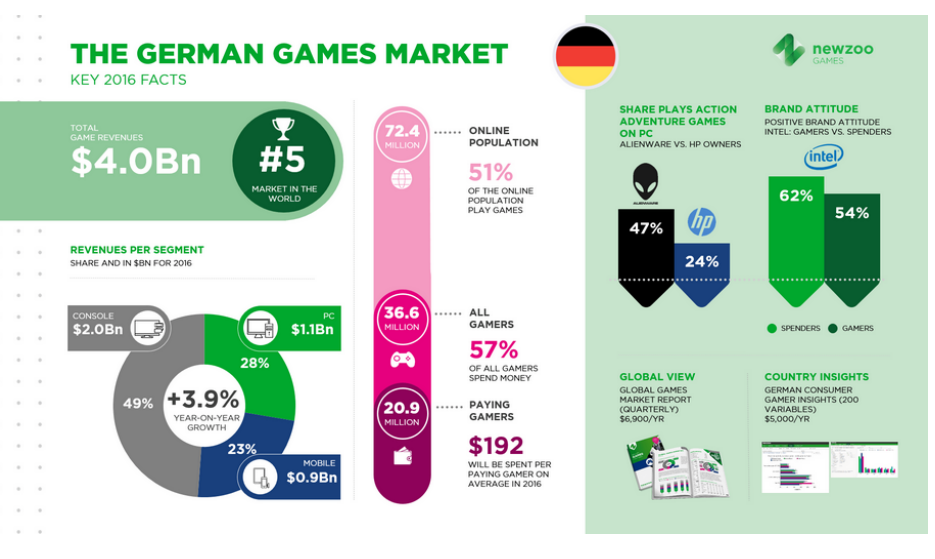 THE GERMAN GAMES MARKET
KEY 2016 FACTS
newzoo
GAMES
TOTAL
GAME REVENUES
$4.0Bn
#5
MARKET IN THE
WORLD
REVENUES PER SEGMENT
SHARE AND IN $BN FOR 2016
CONSOLE
$2.0Bn
PC
$1.1Bn
28%
49%
+3.9%
YEAR-ON-YEAR
GROWTH
23%
MOBILE
$0.9Bn
72.4
MILLION
ONLINE
POPULATION
51%
OF THE ONLINE
POPULATION
PLAY GAMES
36.6
MILLION
ALL
GAMERS
57%
OF ALL GAMERS
SPEND MONEY
20.9
MILLION
PAYING
GAMERS
$192
WILL BE SPENT PER
PAYING GAMER ON
AVERAGE IN 2016
SHARE PLAYS ACTION
ADVENTURE GAMES
ON PC
ALIENWARE VS. HP OWNERS
ALIENWARE
47%
hp
24%
BRAND ATTITUDE
POSITIVE BRAND ATTITUDE
INTEL: GAMERS VS. SPENDERS
intel
62%
54%
SPENDERS
GAMERS
GLOBAL VIEW
GLOBAL GAMES
MARKET REPORT
(QUARTERLY)
$6,900/YR
COUNTRY INSIGHTS
GERMAN CONSUMER
GAMER INSIGHTS (200
VARIABLES)
$5,000/YR